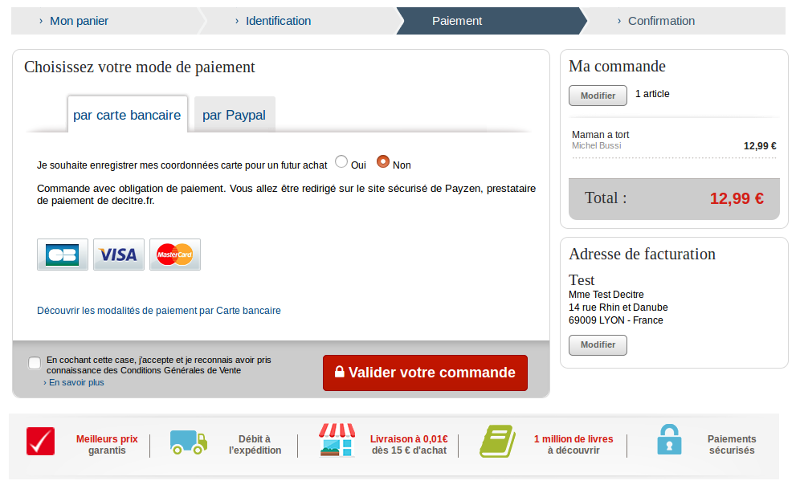 › Mon panier
› Identification
Paiement
› Confirmation
Choisissez votre mode de paiement
par carte bancaire
par Paypal
Je souhaite enregistrer mes coordonnées carte pour un futur achat Oui Non
Commande avec obligation de paiement. Vous allez être redirigé sur le site sécurisé de Payzen, prestataire
de paiement de decitre.fr.
CB VISA MasterCard
Découvrir les modalités de paiement par Carte bancaire
En cochant cette case, j'accepte et je reconnais avoir pris
connaissance des Conditions Générales de Vente
› En savoir plus
Valider votre commande
Ma commande
Modifier 1 article
Maman a tort
Michel Bussi 12,99 €
Total : 12,99 €
Adresse de facturation
Test
Mme Test Decitre
14 rue Rhin et Danube
69009 LYON - France
Modifier
Meilleurs prix
garantis
Débit à
l'expédition
Livraison à 0,01€
dès 15 € d'achat
1 million de livres
à découvrir
Paiements
sécurisés